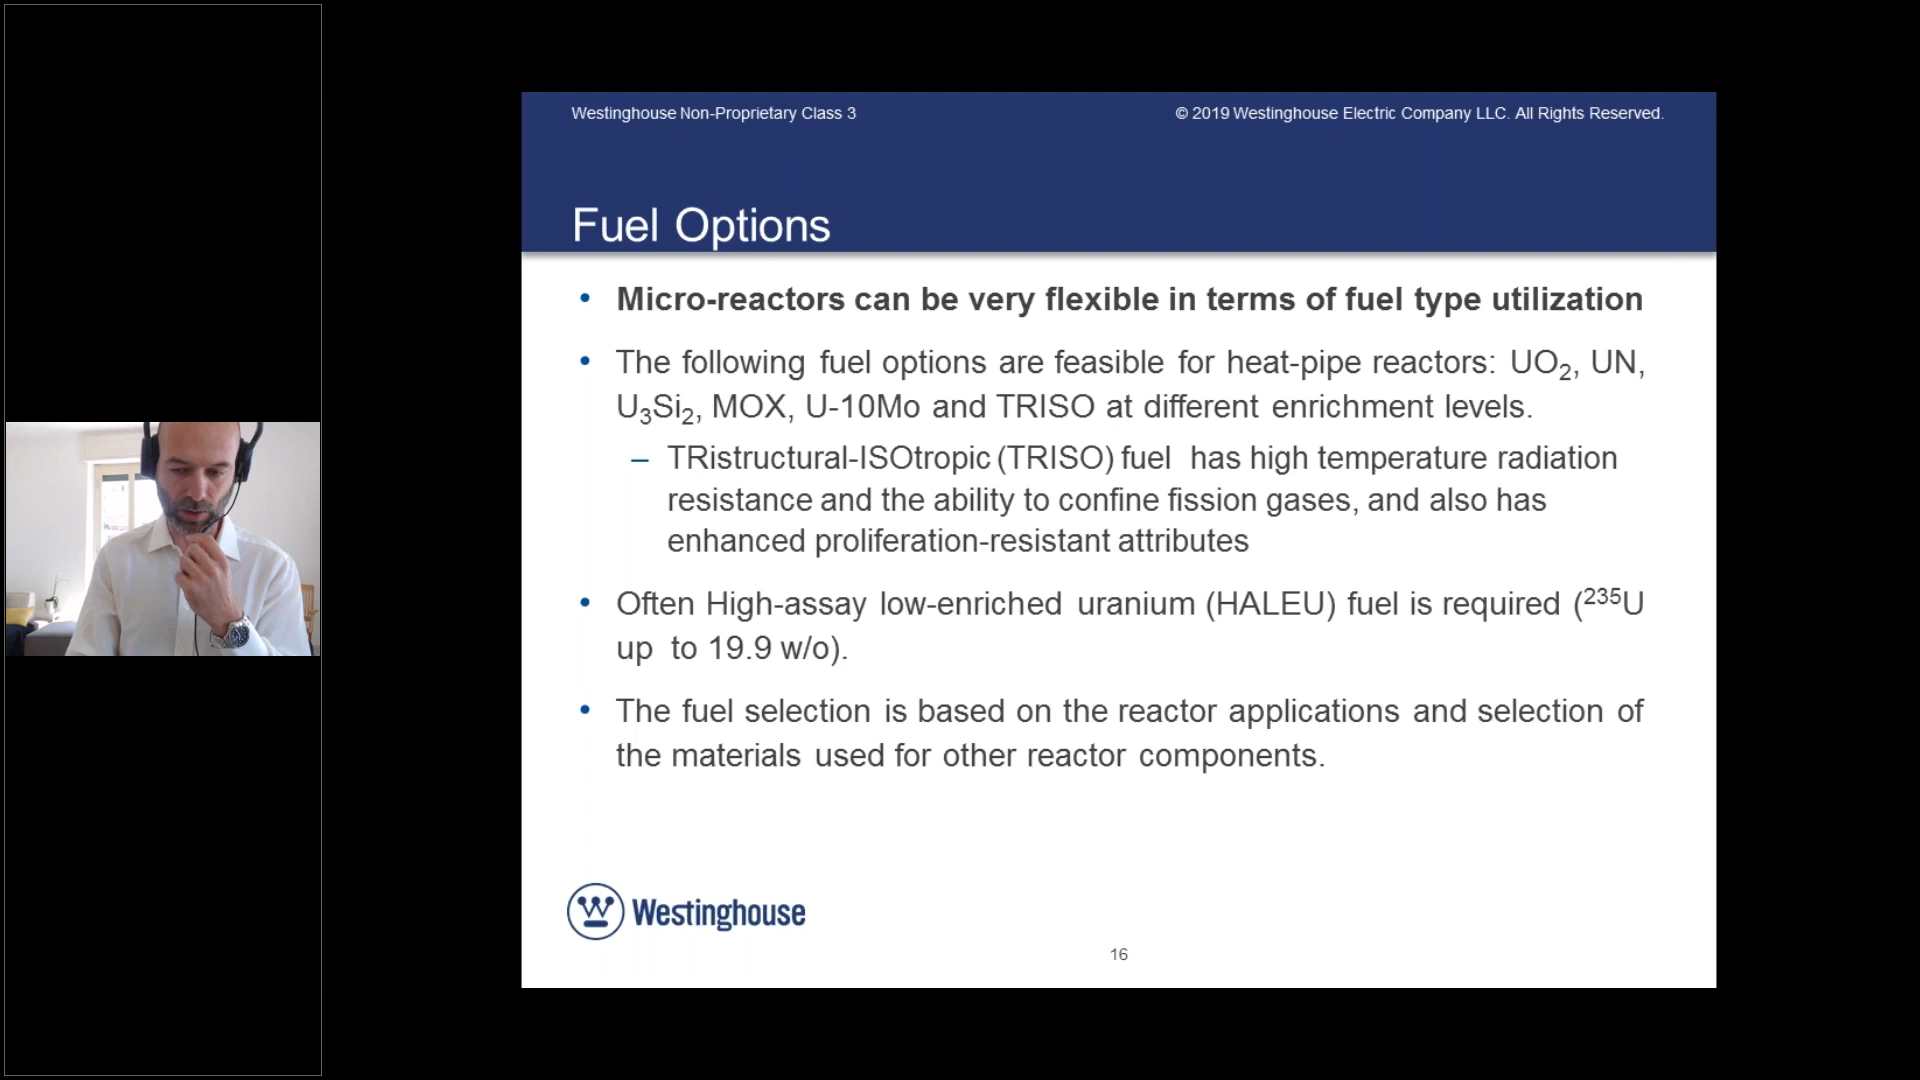 Westinghouse Non-Proprietary Class 3
© 2019 Westinghouse Electric Company LLC. All Rights Reserved.
Fuel Options
• Micro-reactors can be very flexible in terms of fuel type utilization
• The following fuel options are feasible for heat-pipe reactors: UO₂, UN,
U₃Si₂, MOX, U-10Mo and TRISO at different enrichment levels.
– TRistructural-ISOtropic (TRISO) fuel has high temperature radiation
resistance and the ability to confine fission gases, and also has
enhanced proliferation-resistant attributes
• Often High-assay low-enriched uranium (HALEU) fuel is required (²³⁵U
up to 19.9 w/o).
• The fuel selection is based on the reactor applications and selection of
the materials used for other reactor components.
W Westinghouse
16